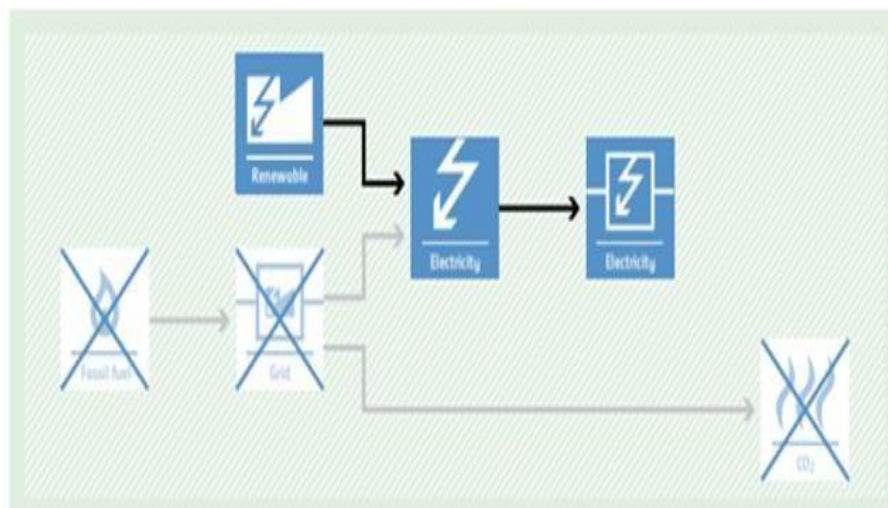 Renewable
Electricity
Electricity
Fossil fuel
Grid
CO₂